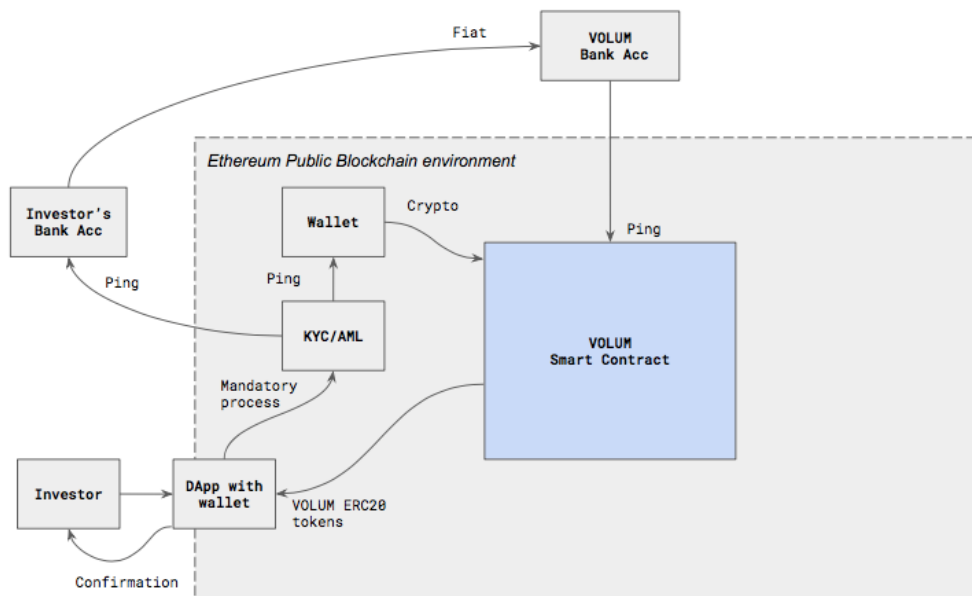 Fiat
VOLUM
Bank Acc
Ethereum Public Blockchain environment
Investor's
Bank Acc
Wallet
Crypto
Ping
Ping
Ping
KYC/AML
VOLUM
Smart Contract
Mandatory
process
Investor
DApp with
wallet
VOLUM ERC20
tokens
Confirmation